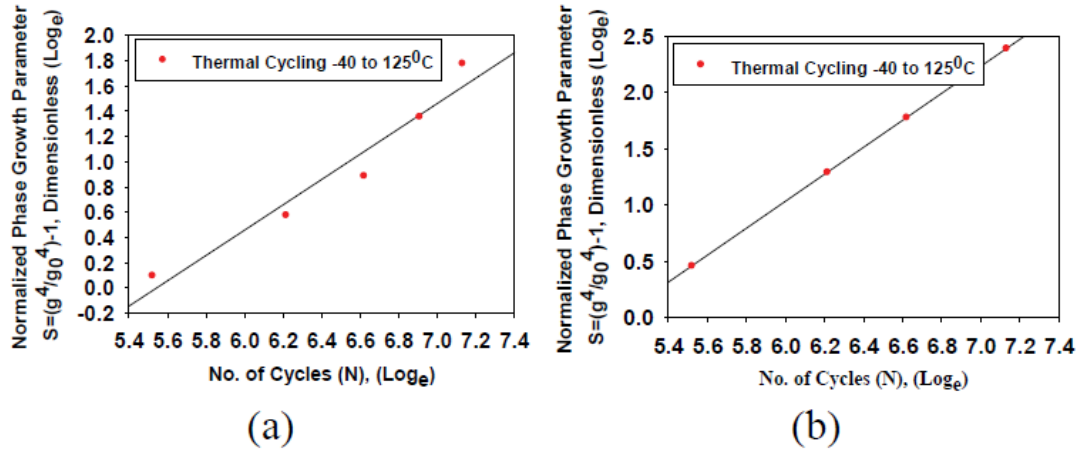 Normalized Phase Growth Parameter
S=(g⁴/g₀⁴)-1, Dimensionless (Logₑ)
2.0
1.8
1.6
1.4
1.2
1.0
0.8
0.6
0.4
0.2
0.0
-0.2
Thermal Cycling -40 to 125⁰C
5.4 5.6 5.8 6.0 6.2 6.4 6.6 6.8 7.0 7.2 7.4
No. of Cycles (N), (Logₑ)
(a)
Normalized Phase Growth Parameter
S=(g⁴/g₀⁴)-1, Dimensionless (Logₑ)
2.5
2.0
1.5
1.0
0.5
0.0
Thermal Cycling -40 to 125⁰C
5.4 5.6 5.8 6.0 6.2 6.4 6.6 6.8 7.0 7.2 7.4
No. of Cycles (N), (Logₑ)
(b)